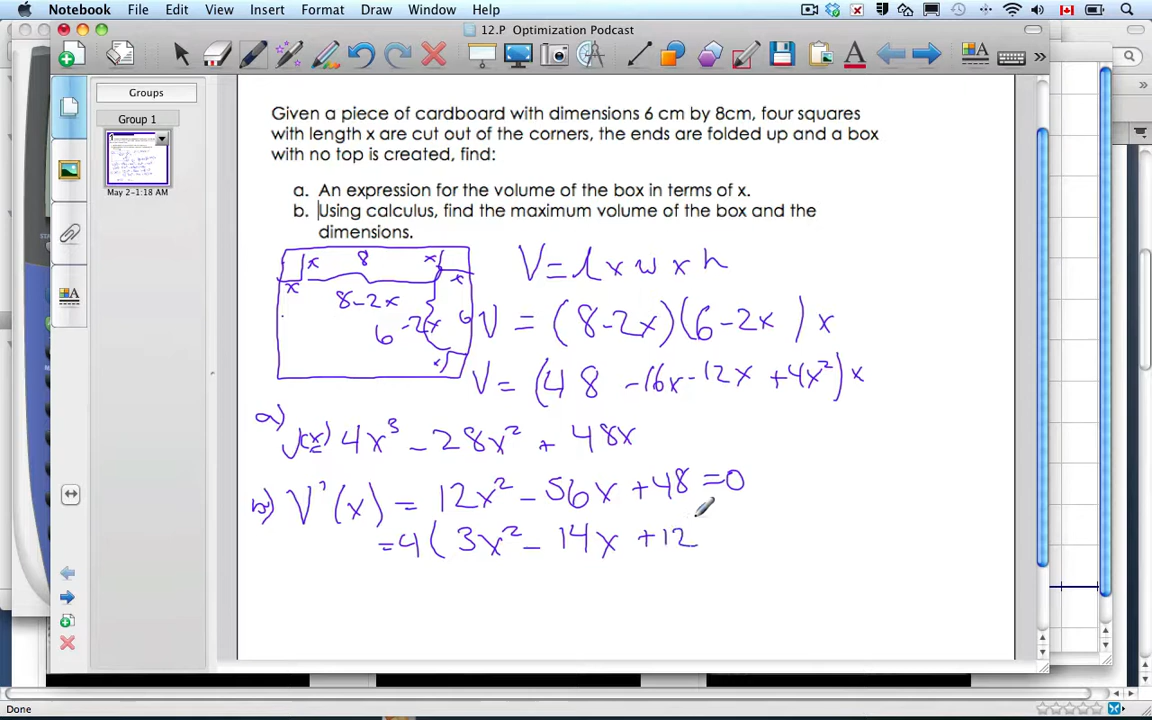 Notebook File Edit View Insert Format Draw Window Help
12.P Optimization Podcast
Groups
Group 1
May 2-1:18 AM
Given a piece of cardboard with dimensions 6 cm by 8cm, four squares
with length x are cut out of the corners, the ends are folded up and a box
with no top is created, find:
a. An expression for the volume of the box in terms of x.
b. Using calculus, find the maximum volume of the box and the
dimensions.
x 8 x
x x
8-2x
6-2x 6
x
V = l x w x h
V = (8-2x)(6-2x)x
V = (48 -16x-12x +4x²)x
a) V(x) = 4x³ - 28x² + 48x
b) V'(x) = 12x² - 56x +48 =0
=4( 3x² - 14x +12
Done